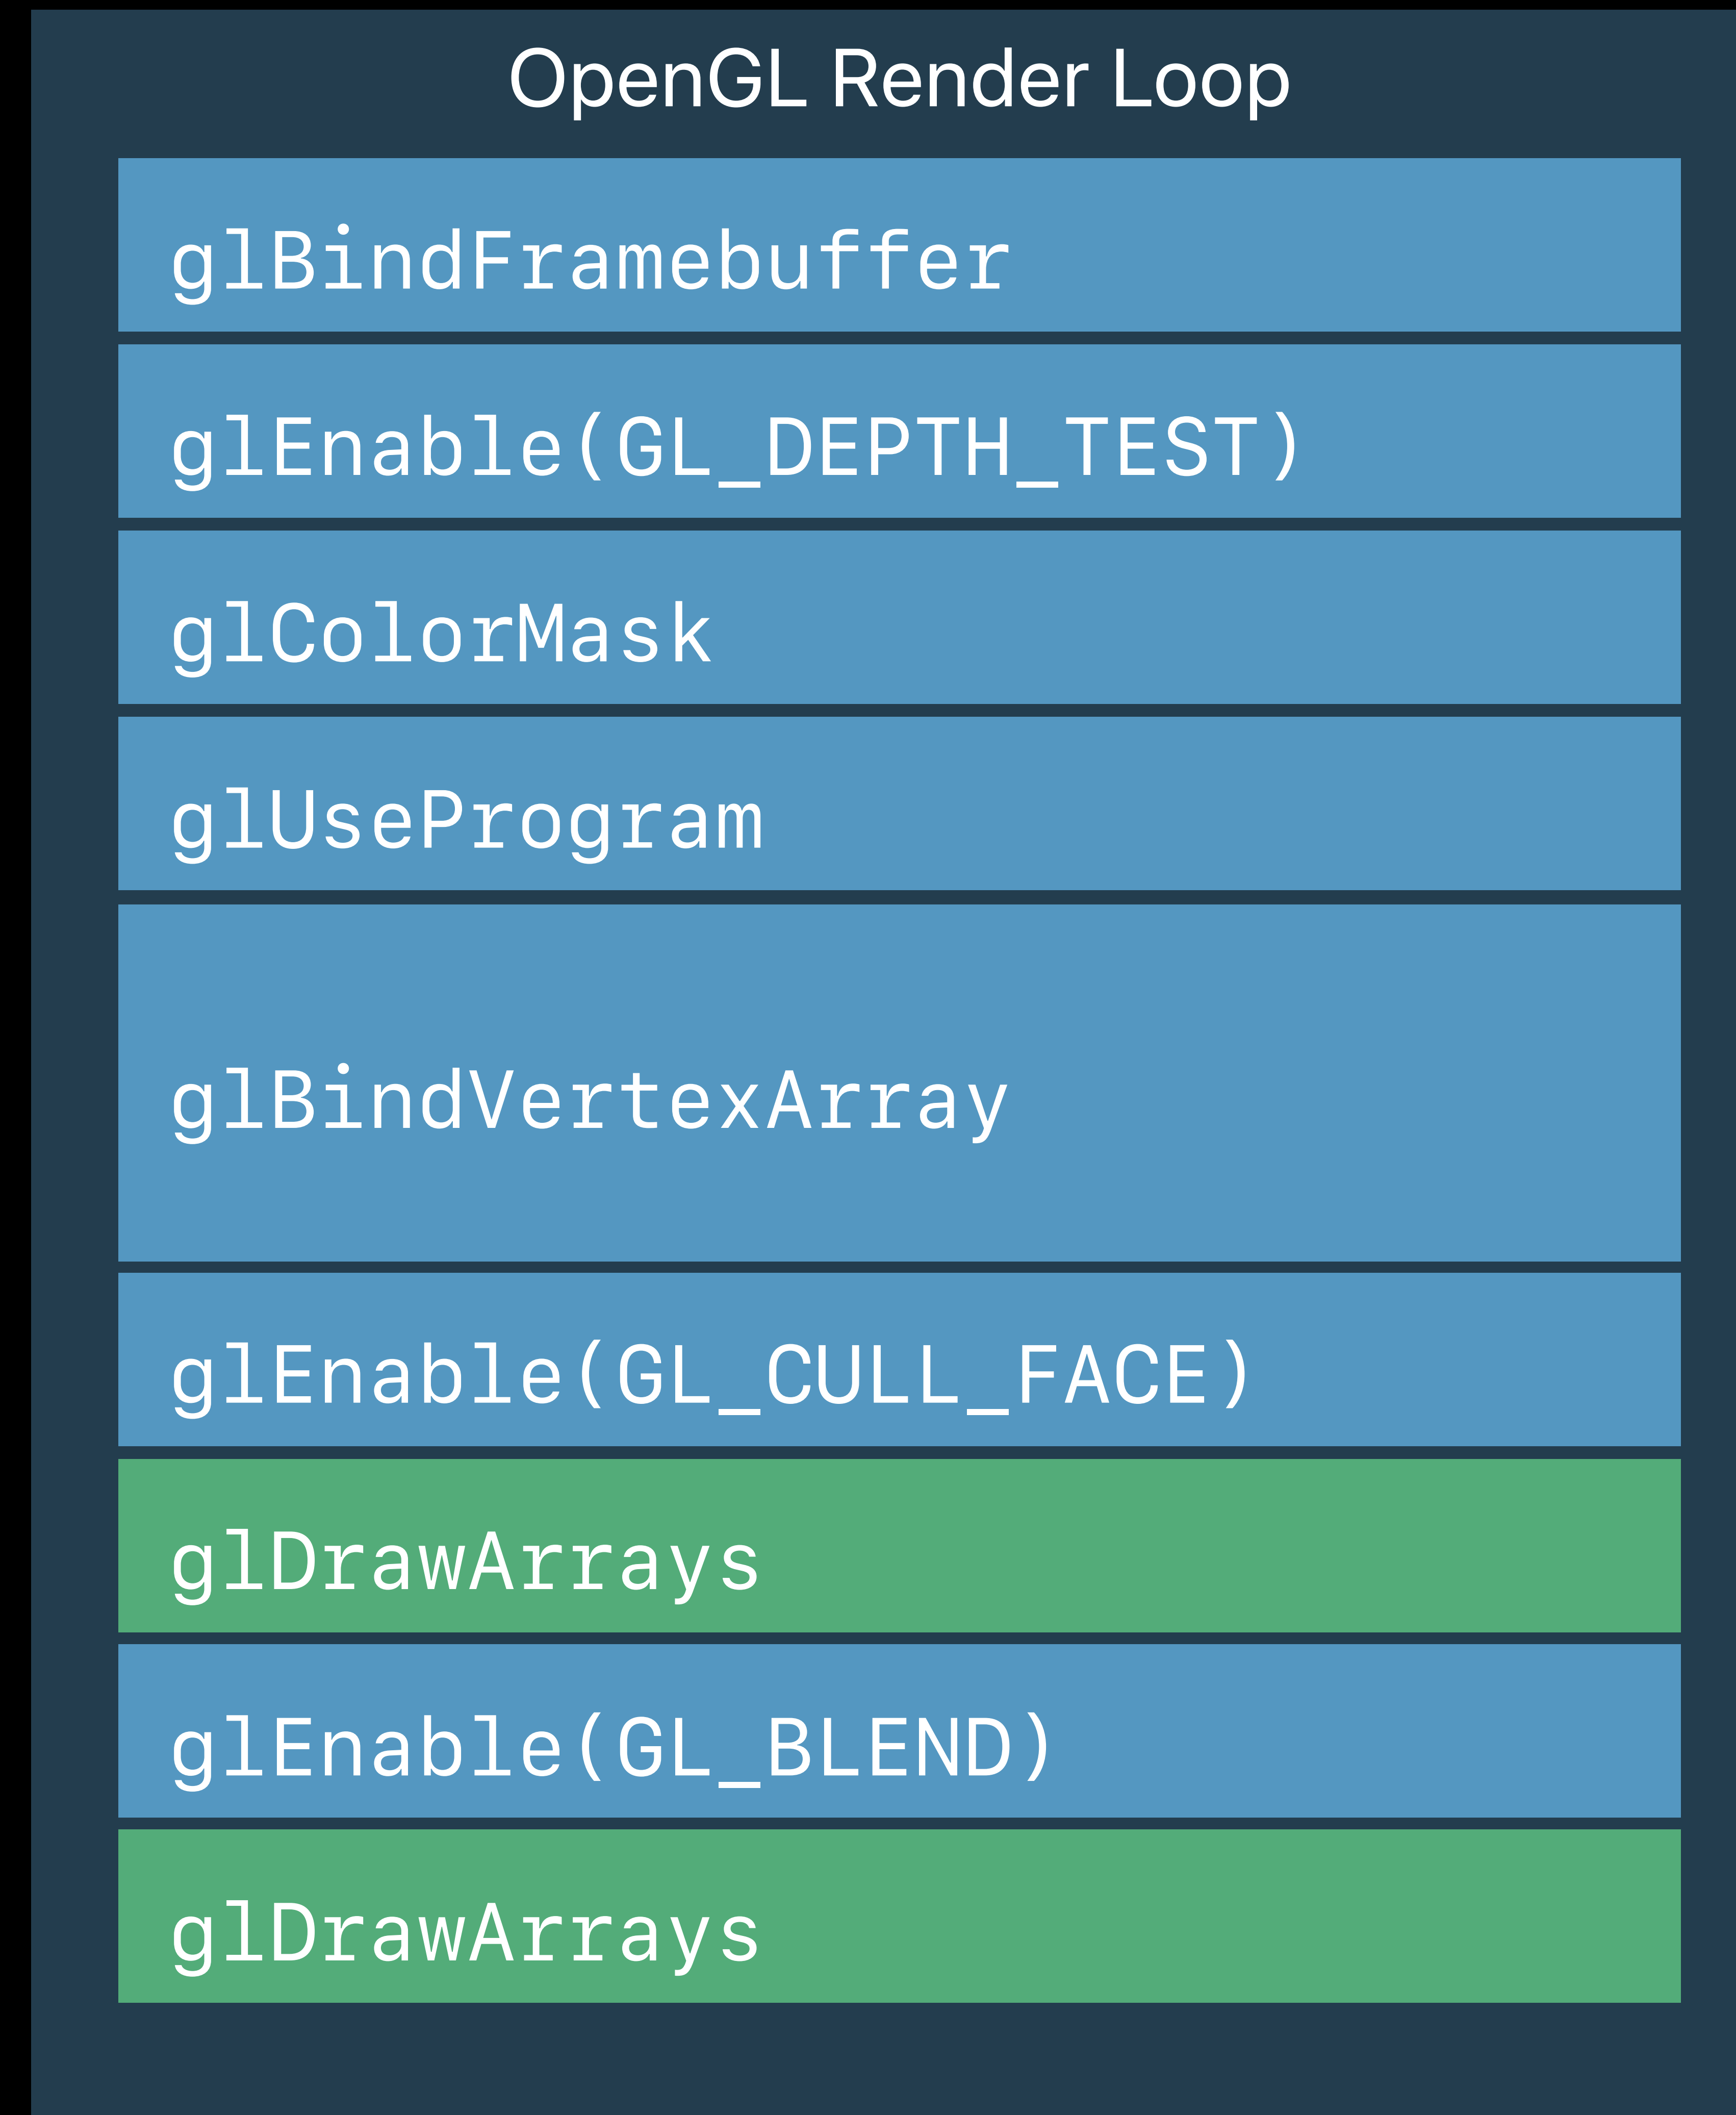 OpenGL Render Loop
glBindFramebuffer
glEnable(GL_DEPTH_TEST)
glColorMask
glUseProgram
glBindVertexArray
glEnable(GL_CULL_FACE)
glDrawArrays
glEnable(GL_BLEND)
glDrawArrays